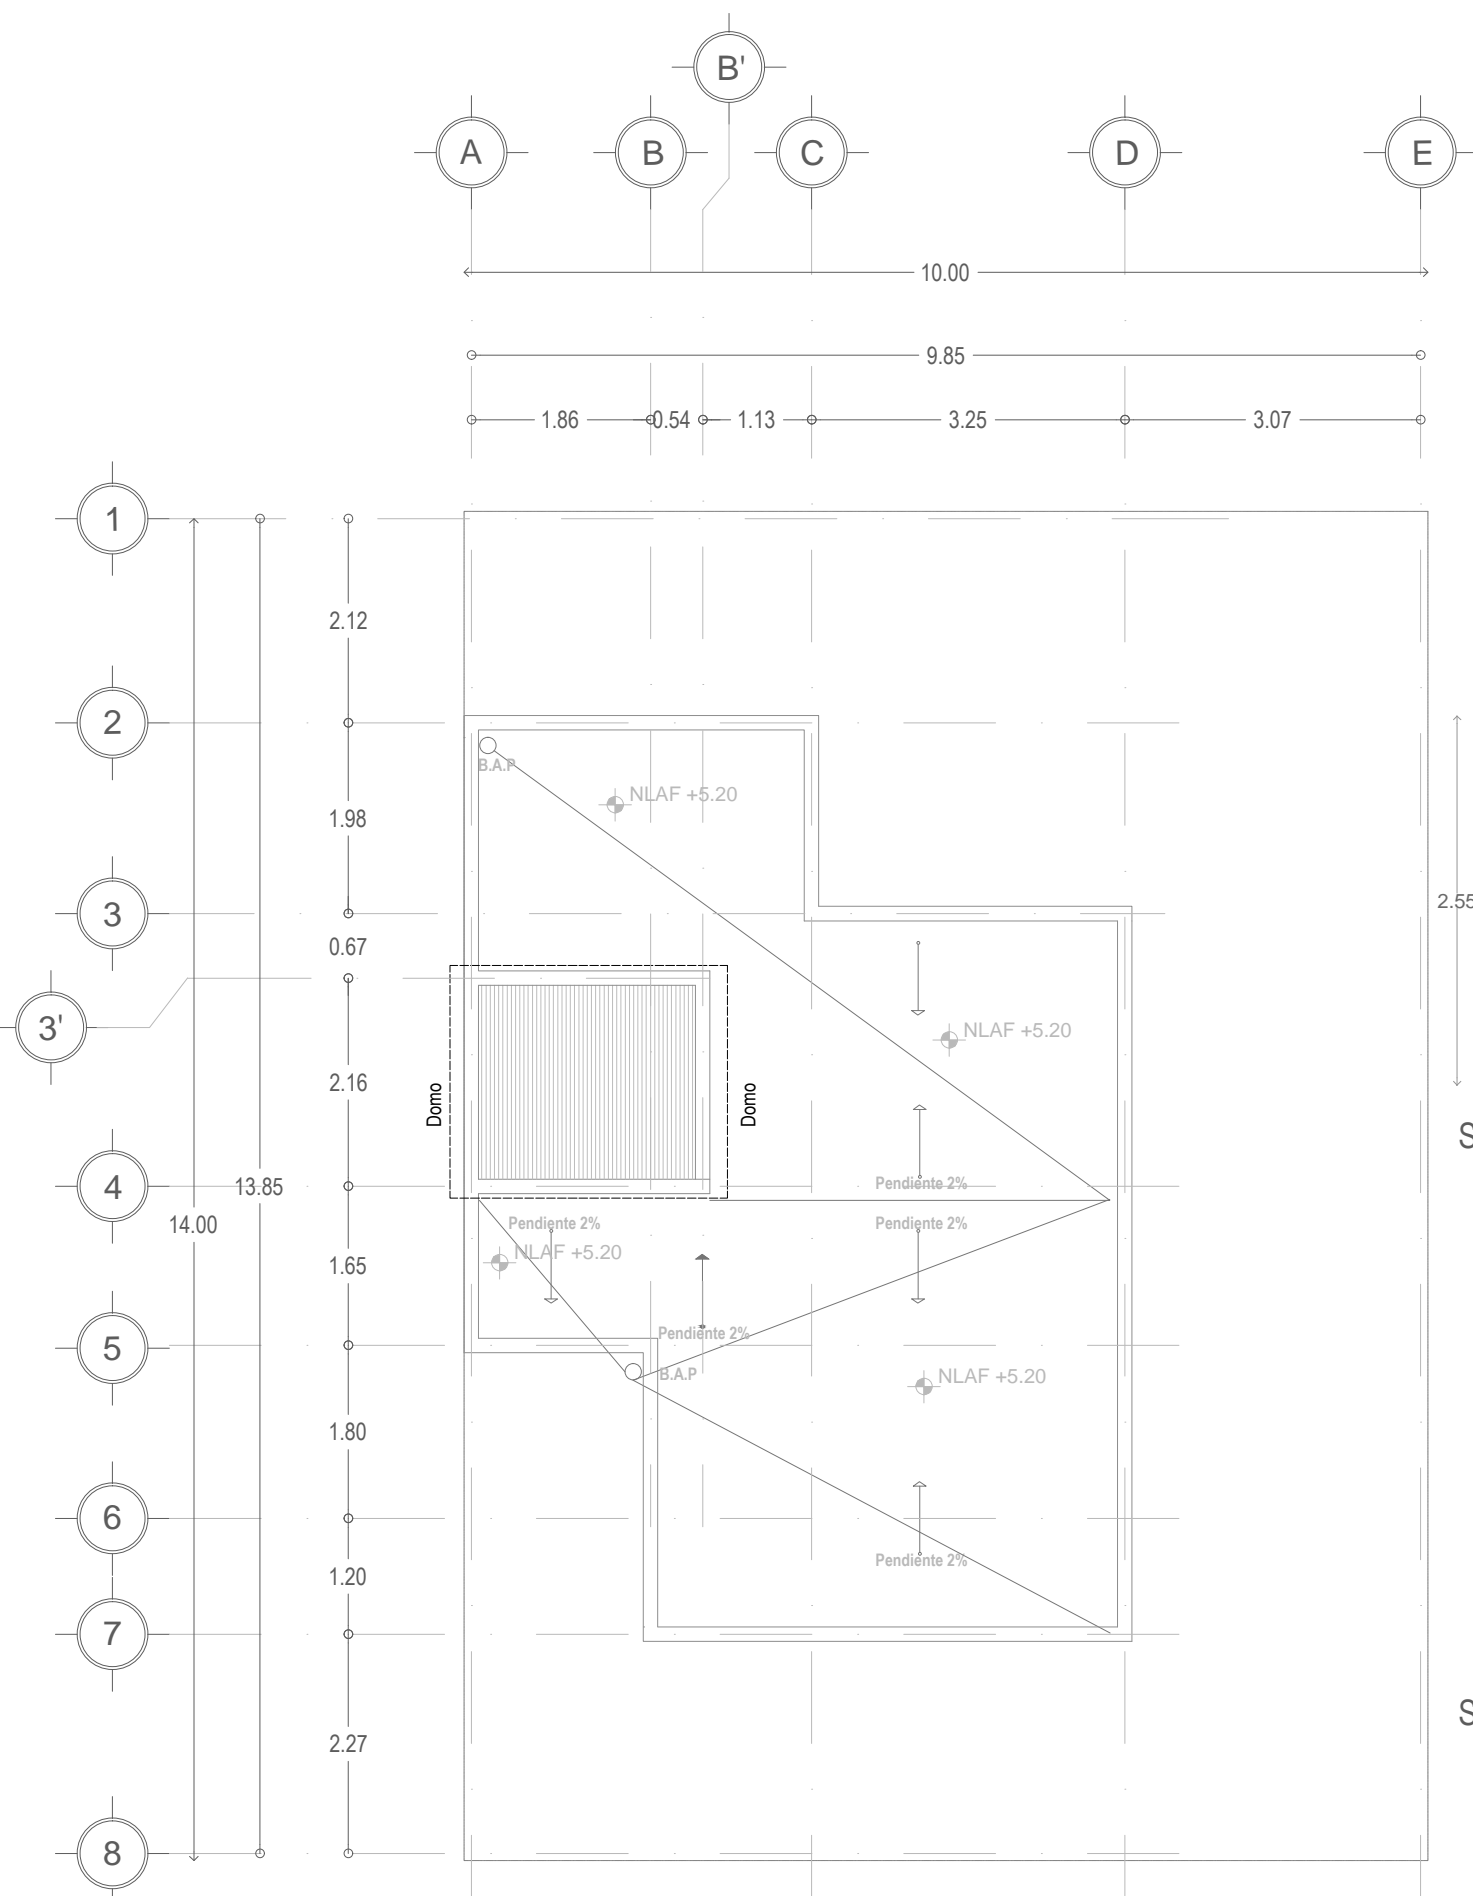 B'
A
B
C
D
E
10.00
9.85
1.86
0.54
1.13
3.25
3.07
1
2.12
2
B.A.P
NLAF +5.20
1.98
3
2.55
0.67
3'
NLAF +5.20
2.16
Domo
Domo
S
4
13.85
Pendiente 2%
14.00
Pendiente 2%
Pendiente 2%
NLAF +5.20
1.65
Pendiente 2%
5
B.A.P
NLAF +5.20
1.80
6
Pendiente 2%
1.20
7
S
2.27
8